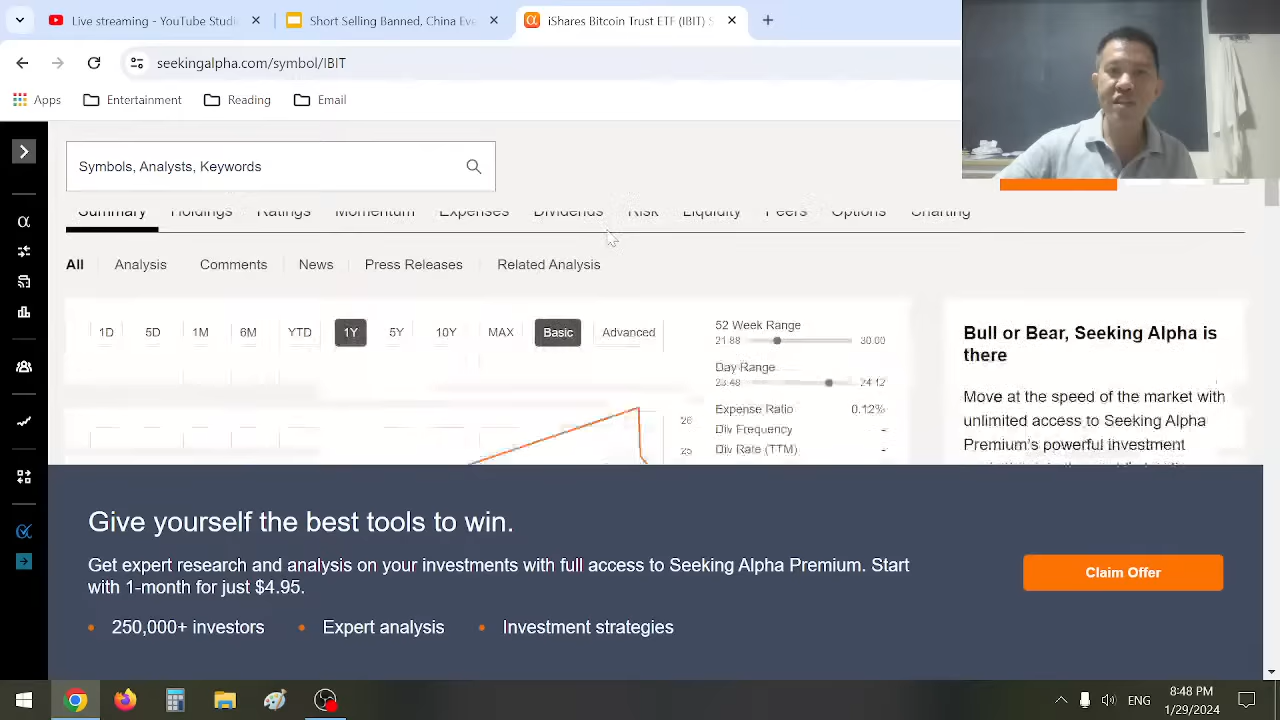 Live streaming - YouTube Studi
Short Selling Banned, China Eve
iShares Bitcoin Trust ETF (IBIT) S
seekingalpha.com/symbol/IBIT
Apps
Entertainment
Reading
Email
Symbols, Analysts, Keywords
Summary Holdings Ratings Momentum Expenses Dividends Risk Liquidity Peers Options Charting
All Analysis Comments News Press Releases Related Analysis
1D 5D 1M 6M YTD 1Y 5Y 10Y MAX Basic Advanced
52 Week Range
21.88 30.00
Day Range
23.48 24.12
Expense Ratio 0.12%
Div Frequency -
Div Rate (TTM) -
26
25
Bull or Bear, Seeking Alpha is
there
Move at the speed of the market with
unlimited access to Seeking Alpha
Premium's powerful investment
Give yourself the best tools to win.
Get expert research and analysis on your investments with full access to Seeking Alpha Premium. Start
with 1-month for just $4.95.
• 250,000+ investors • Expert analysis • Investment strategies
Claim Offer
ENG
8:48 PM
1/29/2024